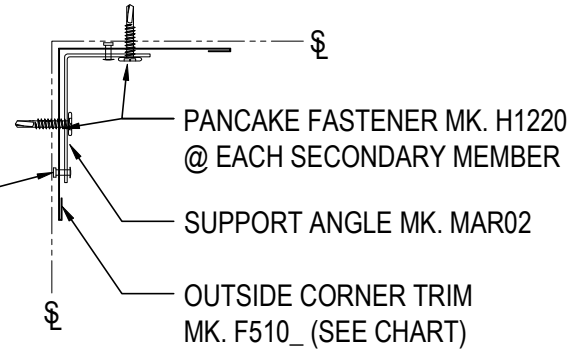 ℄
PANCAKE FASTENER MK. H1220
@ EACH SECONDARY MEMBER
SUPPORT ANGLE MK. MAR02
OUTSIDE CORNER TRIM
MK. F510_ (SEE CHART)
℄